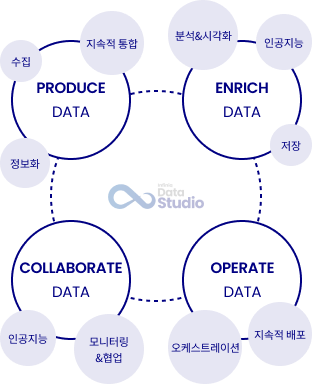 수집
지속적 통합
PRODUCE
DATA
정보화
분석&시각화
인공지능
ENRICH
DATA
저장
Data
Studio
COLLABORATE
DATA
인공지능
모니터링
&협업
OPERATE
DATA
오케스트레이션
지속적 배포